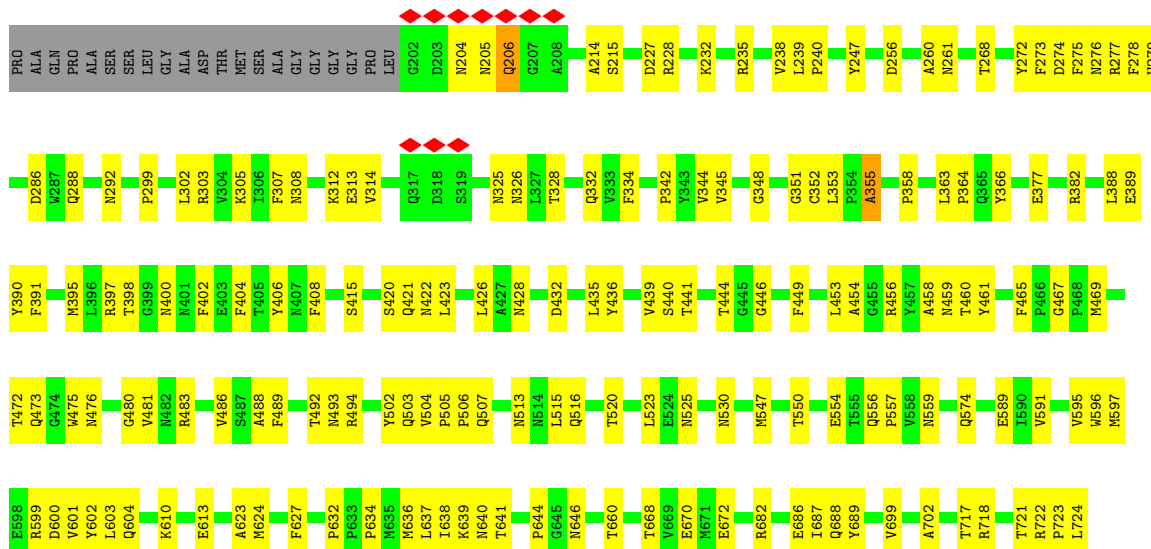 PRO ALA GLN PRO ALA SER SER LEU GLY ALA ASP THR MET SER ALA GLY GLY GLY GLY PRO LEU G202 D203 N204 N205 Q206 G207 A208 A214 S215 D227 R228 K232 R235 V238 L239 P240 Y247 D256 A260 N261 T268 Y272 F273 D274 F275 N276 R277 F278
D286 W287 Q288 N292 P299 L302 R303 V304 K305 I306 F307 N308 K312 E313 V314 Q317 D318 S319 N325 N326 L327 T328 Q332 V333 F334 P342 Y343 V344 V345 G348 G351 C352 L353 P354 A355 P358 L363 P364 Q365 Y366 E377 R382 L388 E389
Y390 F391 M395 L396 R397 T398 G399 N400 N401 F402 E403 F404 T405 Y406 N407 F408 S415 S420 Q421 N422 L423 L426 A427 N428 D432 L435 Y436 V439 S440 T441 T444 G445 G446 F449 L453 A454 G455 R456 Y457 A458 N459 T460 Y461 F465 P466 G467 P468 M469
T472 Q473 G474 W475 N476 G480 V481 N482 R483 V486 S487 A488 F489 T492 N493 R494 Y502 Q503 V504 P505 P506 Q507 N513 N514 L515 Q516 T520 L523 E524 N525 N530 M547 T550 E554 T555 Q556 P557 V558 N559 Q574 E589 I590 V591 V595 W596 M597
E598 R599 D600 V601 Y602 L603 Q604 K610 E613 A623 M624 F627 P632 P633 P634 M635 M636 L637 I638 K639 N640 T641 P644 G645 N646 T660 T668 V669 E670 M671 E672 R682 E686 I687 Q688 Y689 V699 A702 T717 R718 T721 R722 P723 L724